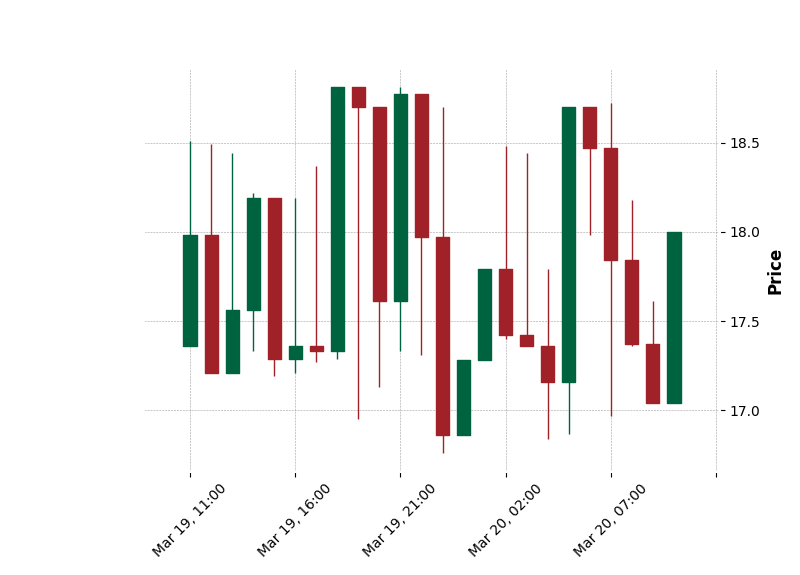 18.5
18.0
17.5
17.0
Price
Mar 19, 11:00
Mar 19, 16:00
Mar 19, 21:00
Mar 20, 02:00
Mar 20, 07:00